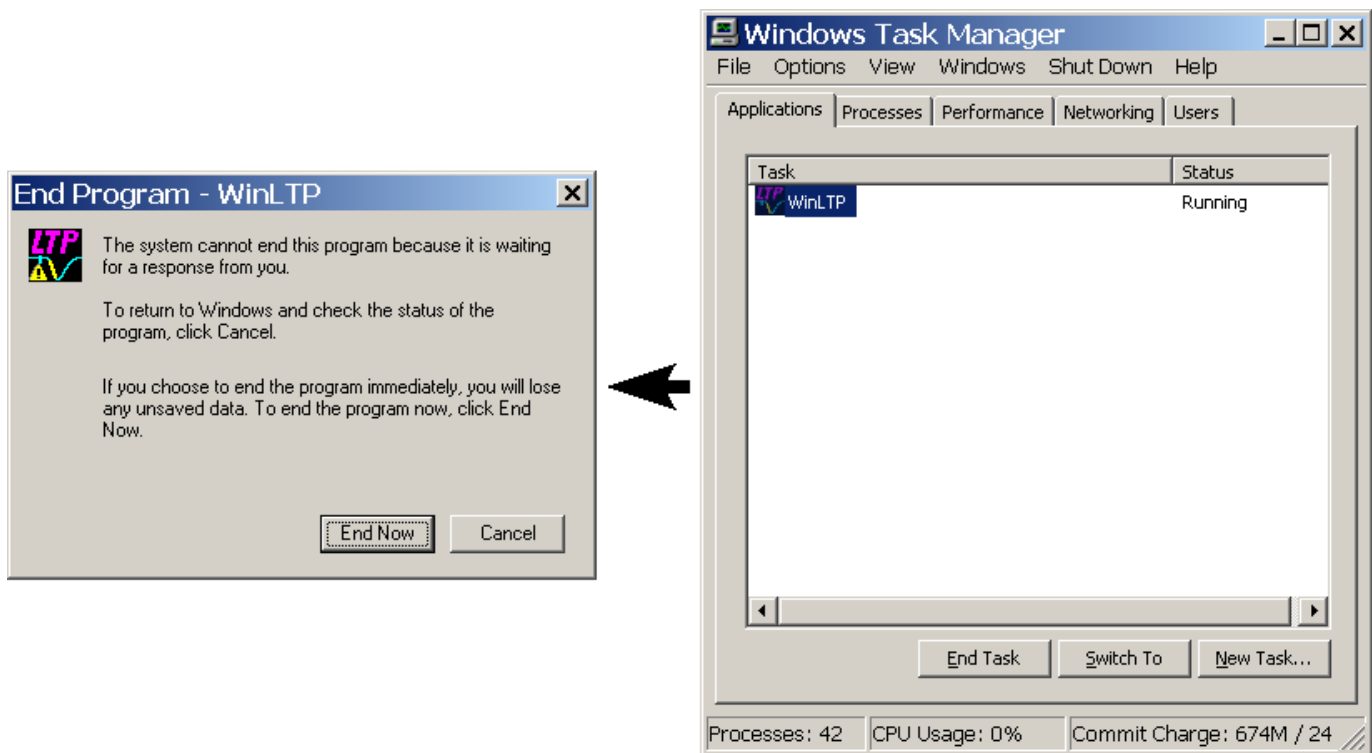 End Program - WinLTP
LTP
The system cannot end this program because it is waiting
for a response from you.
To return to Windows and check the status of the
program, click Cancel.
If you choose to end the program immediately, you will lose
any unsaved data. To end the program now, click End
Now.
End Now Cancel
Windows Task Manager
File Options View Windows Shut Down Help
Applications Processes Performance Networking Users
Task Status
LTP WinLTP Running
End Task Switch To New Task...
Processes: 42 CPU Usage: 0% Commit Charge: 674M / 24